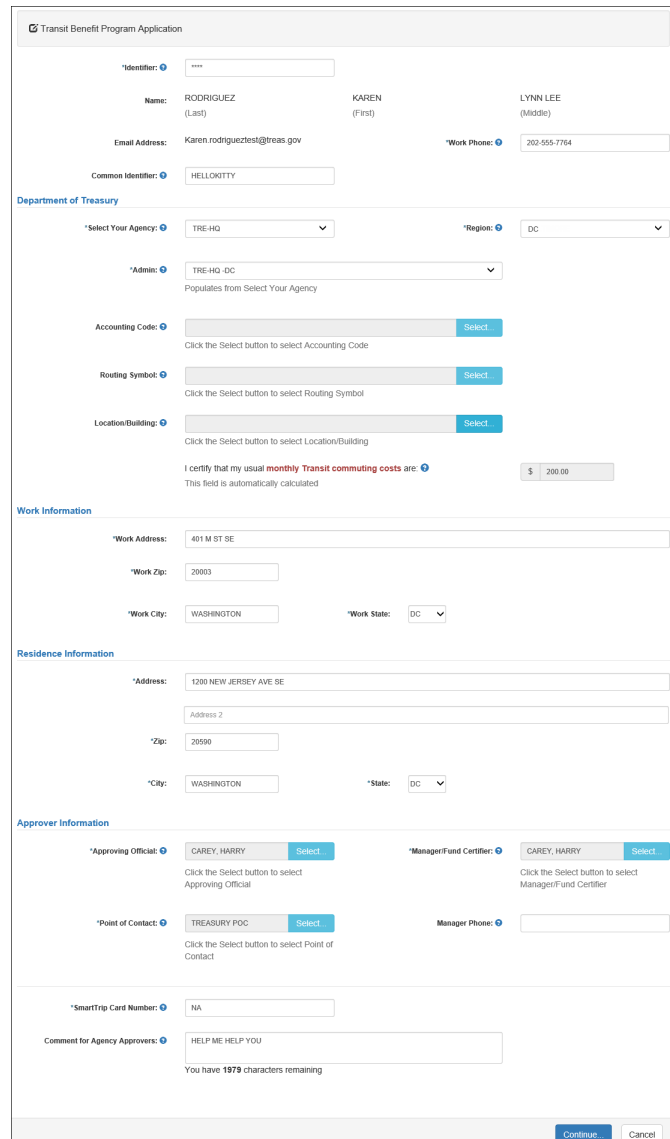 Transit Benefit Program Application
*Identifier: ****
Name: RODRIGUEZ KAREN LYNN LEE
(Last) (First) (Middle)
Email Address: Karen.rodrigueztest@treas.gov *Work Phone: 202-555-7764
Common Identifier: HELLOKITTY
Department of Treasury
*Select Your Agency: TRE-HQ *Region: DC
*Admin: TRE-HQ -DC
Populates from Select Your Agency
Accounting Code: Select...
Click the Select button to select Accounting Code
Routing Symbol: Select...
Click the Select button to select Routing Symbol
Location/Building: Select...
Click the Select button to select Location/Building
I certify that my usual monthly Transit commuting costs are: $ 200.00
This field is automatically calculated
Work Information
*Work Address: 401 M ST SE
*Work Zip: 20003
*Work City: WASHINGTON *Work State: DC
Residence Information
*Address: 1200 NEW JERSEY AVE SE
Address 2
*Zip: 20590
*City: WASHINGTON *State: DC
Approver Information
*Approving Official: CAREY, HARRY Select... *Manager/Fund Certifier: CAREY, HARRY Select...
Click the Select button to select Click the Select button to select
Approving Official Manager/Fund Certifier
*Point of Contact: TREASURY POC Select... Manager Phone:
Click the Select button to select Point of
Contact
*SmartTrip Card Number: NA
Comment for Agency Approvers: HELP ME HELP YOU
You have 1979 characters remaining
Continue... Cancel